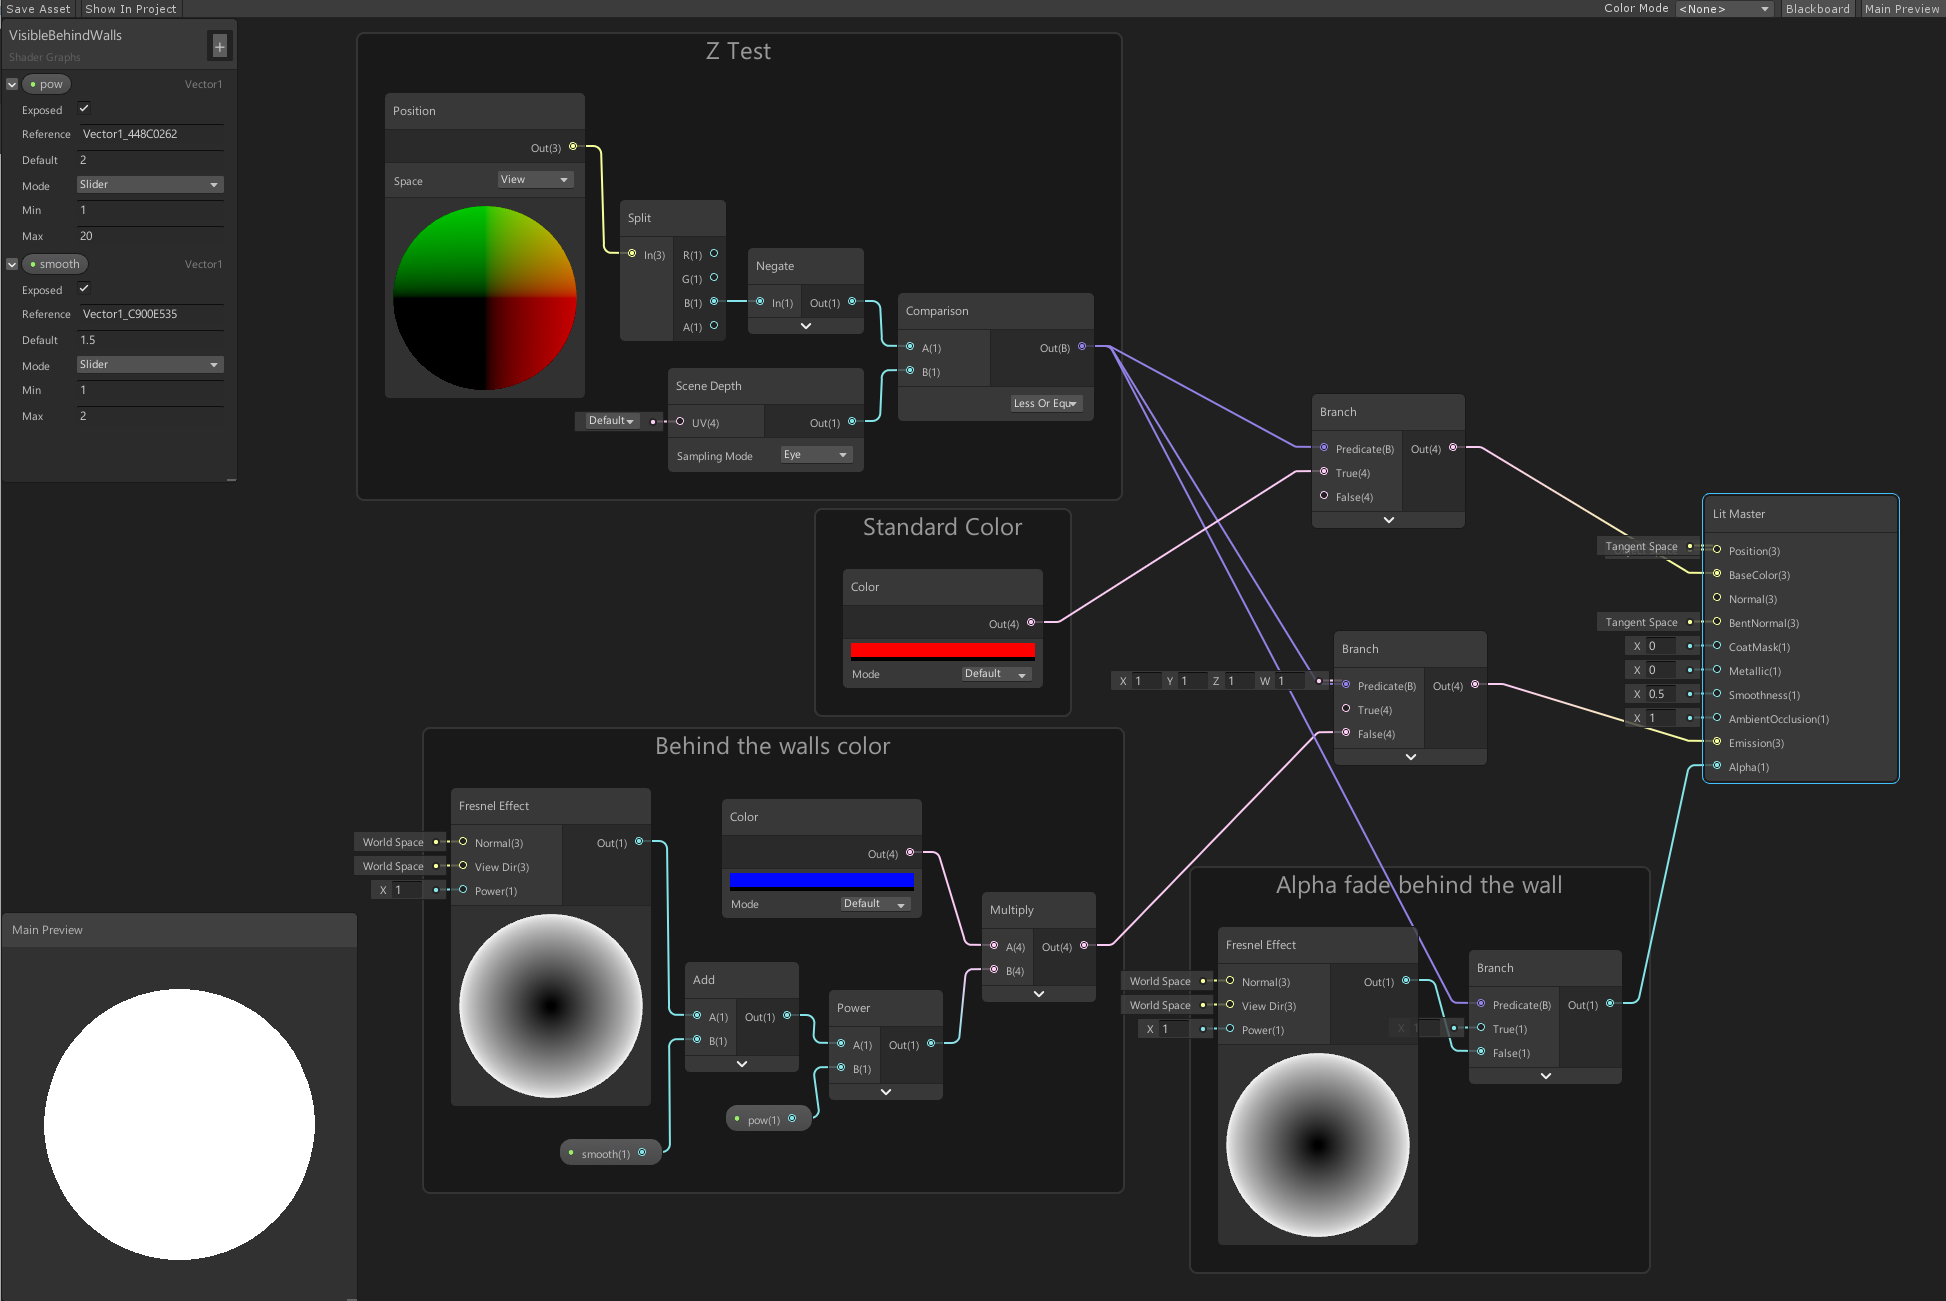 Save Asset Show In Project Color Mode <None> Blackboard Main Preview
VisibleBehindWalls
+
Shader Graphs
pow Vector1
Exposed
Reference Vector1_448C0262
Default 2
Mode Slider
Min 1
Max 20
smooth Vector1
Exposed
Reference Vector1_C900E535
Default 1.5
Mode Slider
Min 1
Max 2
Z Test
Position
Out(3)
Space View
Split
In(3) R(1)
G(1)
B(1)
A(1)
Negate
In(1) Out(1)
Scene Depth
Default UV(4) Out(1)
Sampling Mode Eye
Comparison
A(1) Out(B)
B(1)
Less Or Equ
Standard Color
Color
Out(4)
Mode Default
Branch
Predicate(B) Out(4)
True(4)
False(4)
Branch
X 1 Y 1 Z 1 W 1 Predicate(B) Out(4)
True(4)
False(4)
Lit Master
Tangent Space Position(3)
BaseColor(3)
Normal(3)
Tangent Space BentNormal(3)
X 0 CoatMask(1)
X 0 Metallic(1)
X 0.5 Smoothness(1)
X 1 AmbientOcclusion(1)
Emission(3)
Alpha(1)
Behind the walls color
Fresnel Effect
World Space Normal(3) Out(1)
World Space View Dir(3)
X 1 Power(1)
Color
Out(4)
Mode Default
Add
A(1) Out(1)
B(1)
Power
A(1) Out(1)
B(1)
Multiply
A(4) Out(4)
B(4)
pow(1)
smooth(1)
Alpha fade behind the wall
Fresnel Effect
World Space Normal(3) Out(1)
World Space View Dir(3)
X 1 Power(1)
Branch
Predicate(B) Out(1)
X 1 True(1)
False(1)
Main Preview